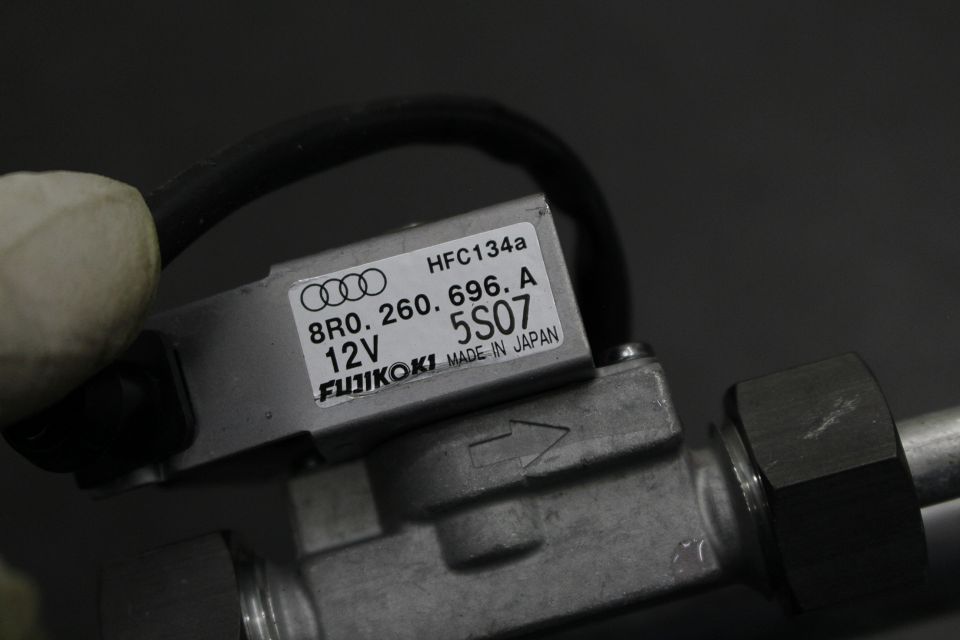 HFC134a
8R0. 260. 696. A
12V 5S07
FUJIKOKI MADE IN JAPAN